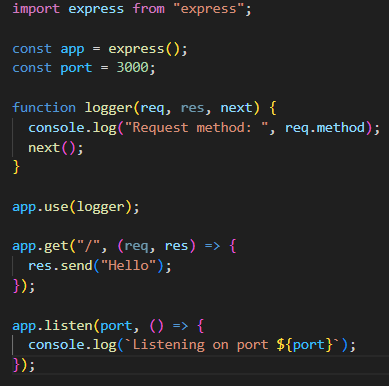 import express from "express";

const app = express();
const port = 3000;

function logger(req, res, next) {
  console.log("Request method: ", req.method);
  next();
}

app.use(logger);

app.get("/", (req, res) => {
  res.send("Hello");
});

app.listen(port, () => {
  console.log(`Listening on port ${port}`);
});